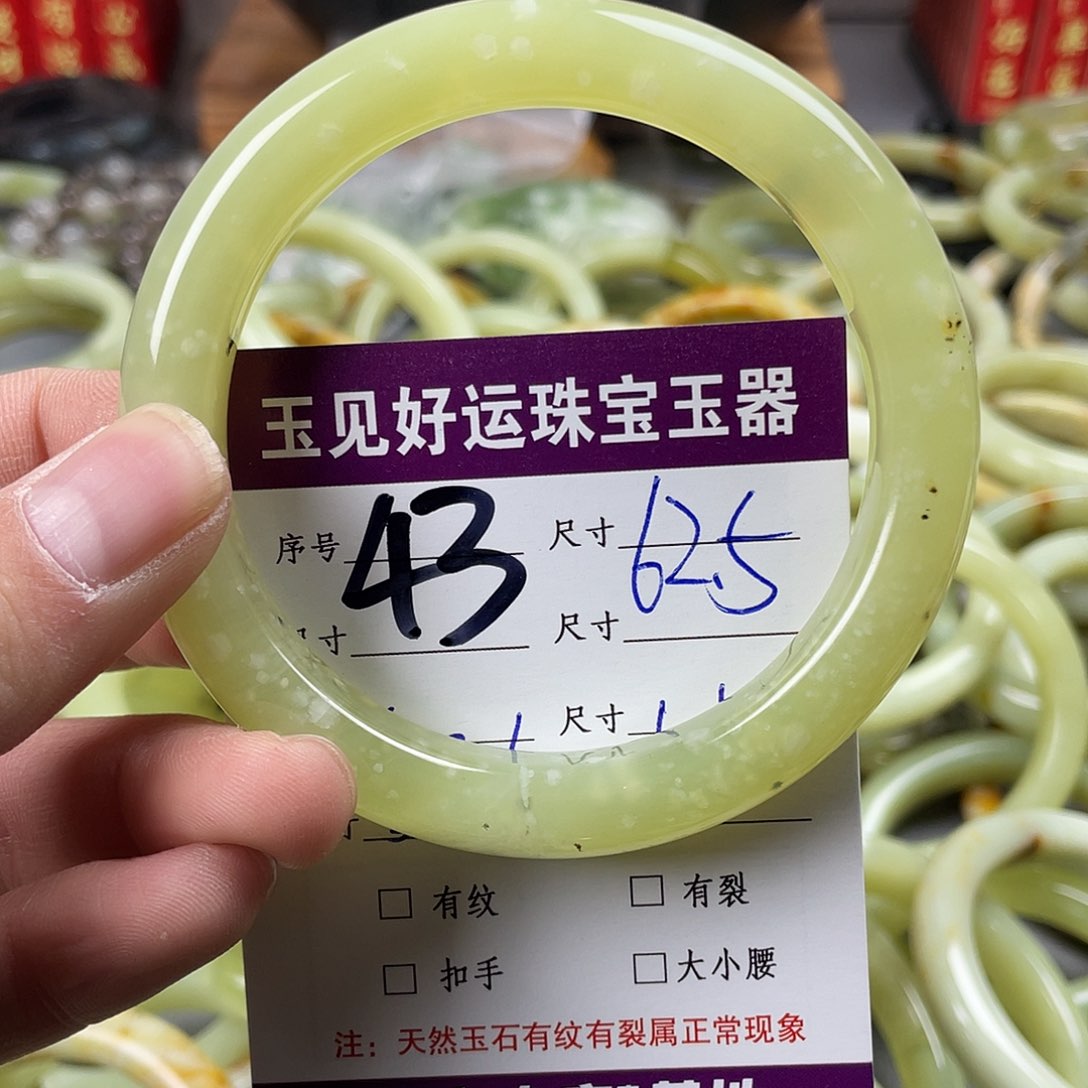 玉见好运珠宝玉器
序号 43 尺寸 62.5
尺寸 尺寸
尺寸
□ 有纹 □ 有裂
□ 扣手 □ 大小腰
注：天然玉石有纹有裂属正常现象